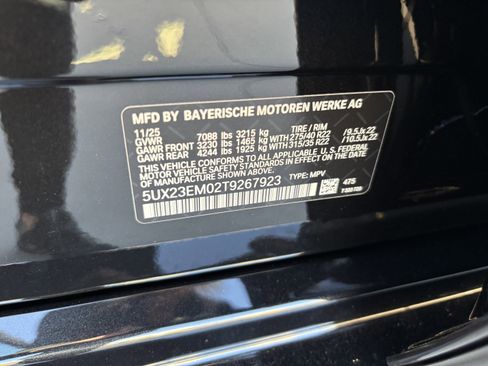 MFD BY BAYERISCHE MOTOREN WERKE AG
11/25 7088 lbs 3215 kg TIRE / RIM
GVWR
GAWR FRONT 3230 lbs 1465 kg WITH 275/40 R22 /9.5Jx22
GAWR REAR 4244 lbs 1925 kg WITH 315/35 R22 /10.5Jx22
THIS VEHICLE CONFORMS TO ALL APPLICABLE U.S. FEDERAL
MOTOR VEHICLE SAFETY STANDARDS IN EFFECT ON THE DATE OF
MANUFACTURE SHOWN ABOVE.
5UX23EM02T9267923 TYPE: MPV 475